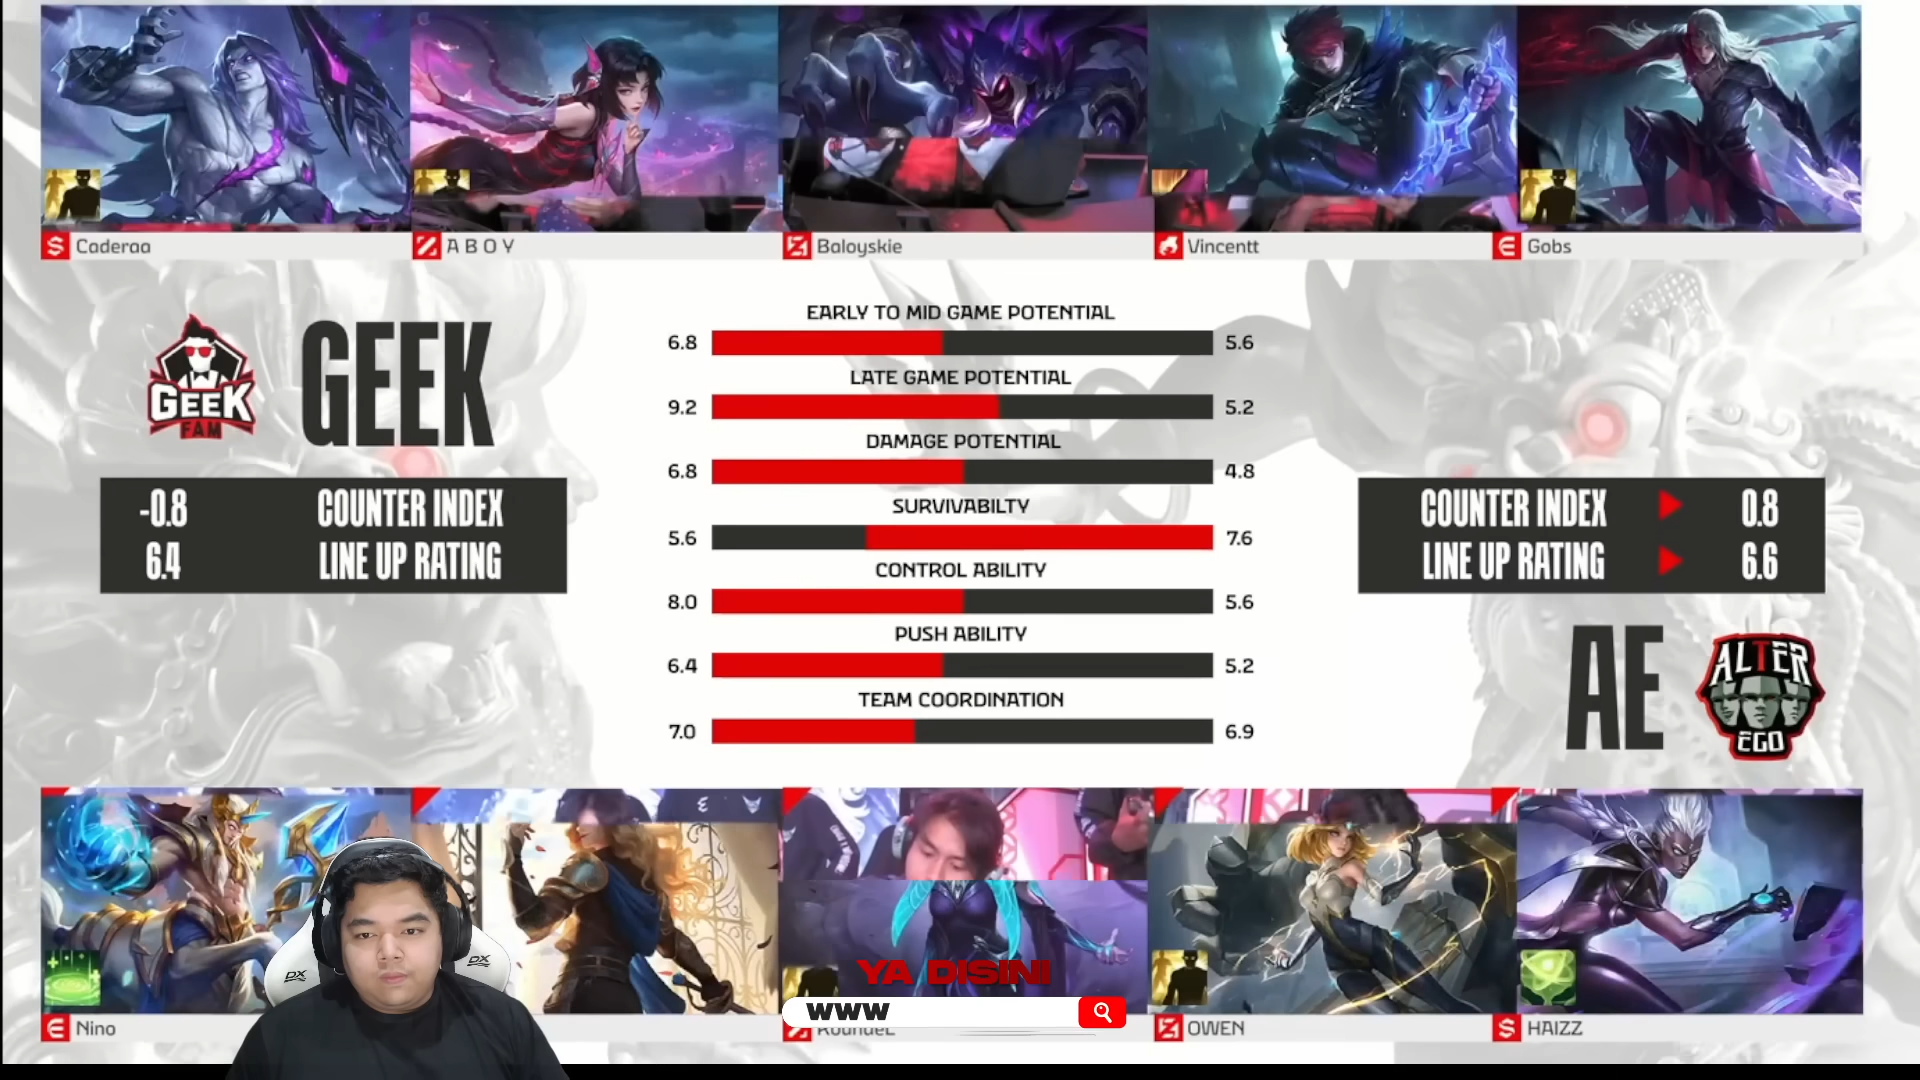 Caderaa
A B O Y
Baloyskie
Vincentt
Gobs
GEEK
FAM
GEEK
-0.8 COUNTER INDEX
6.4 LINE UP RATING
EARLY TO MID GAME POTENTIAL
6.8 5.6
LATE GAME POTENTIAL
9.2 5.2
DAMAGE POTENTIAL
6.8 4.8
SURVIVABILTY
5.6 7.6
CONTROL ABILITY
8.0 5.6
PUSH ABILITY
6.4 5.2
TEAM COORDINATION
7.0 6.9
COUNTER INDEX 0.8
LINE UP RATING 6.6
AE
ALTER
EGO
DX
DX
YA DISINI
WWW
Nino
OWEN
HAIZZ